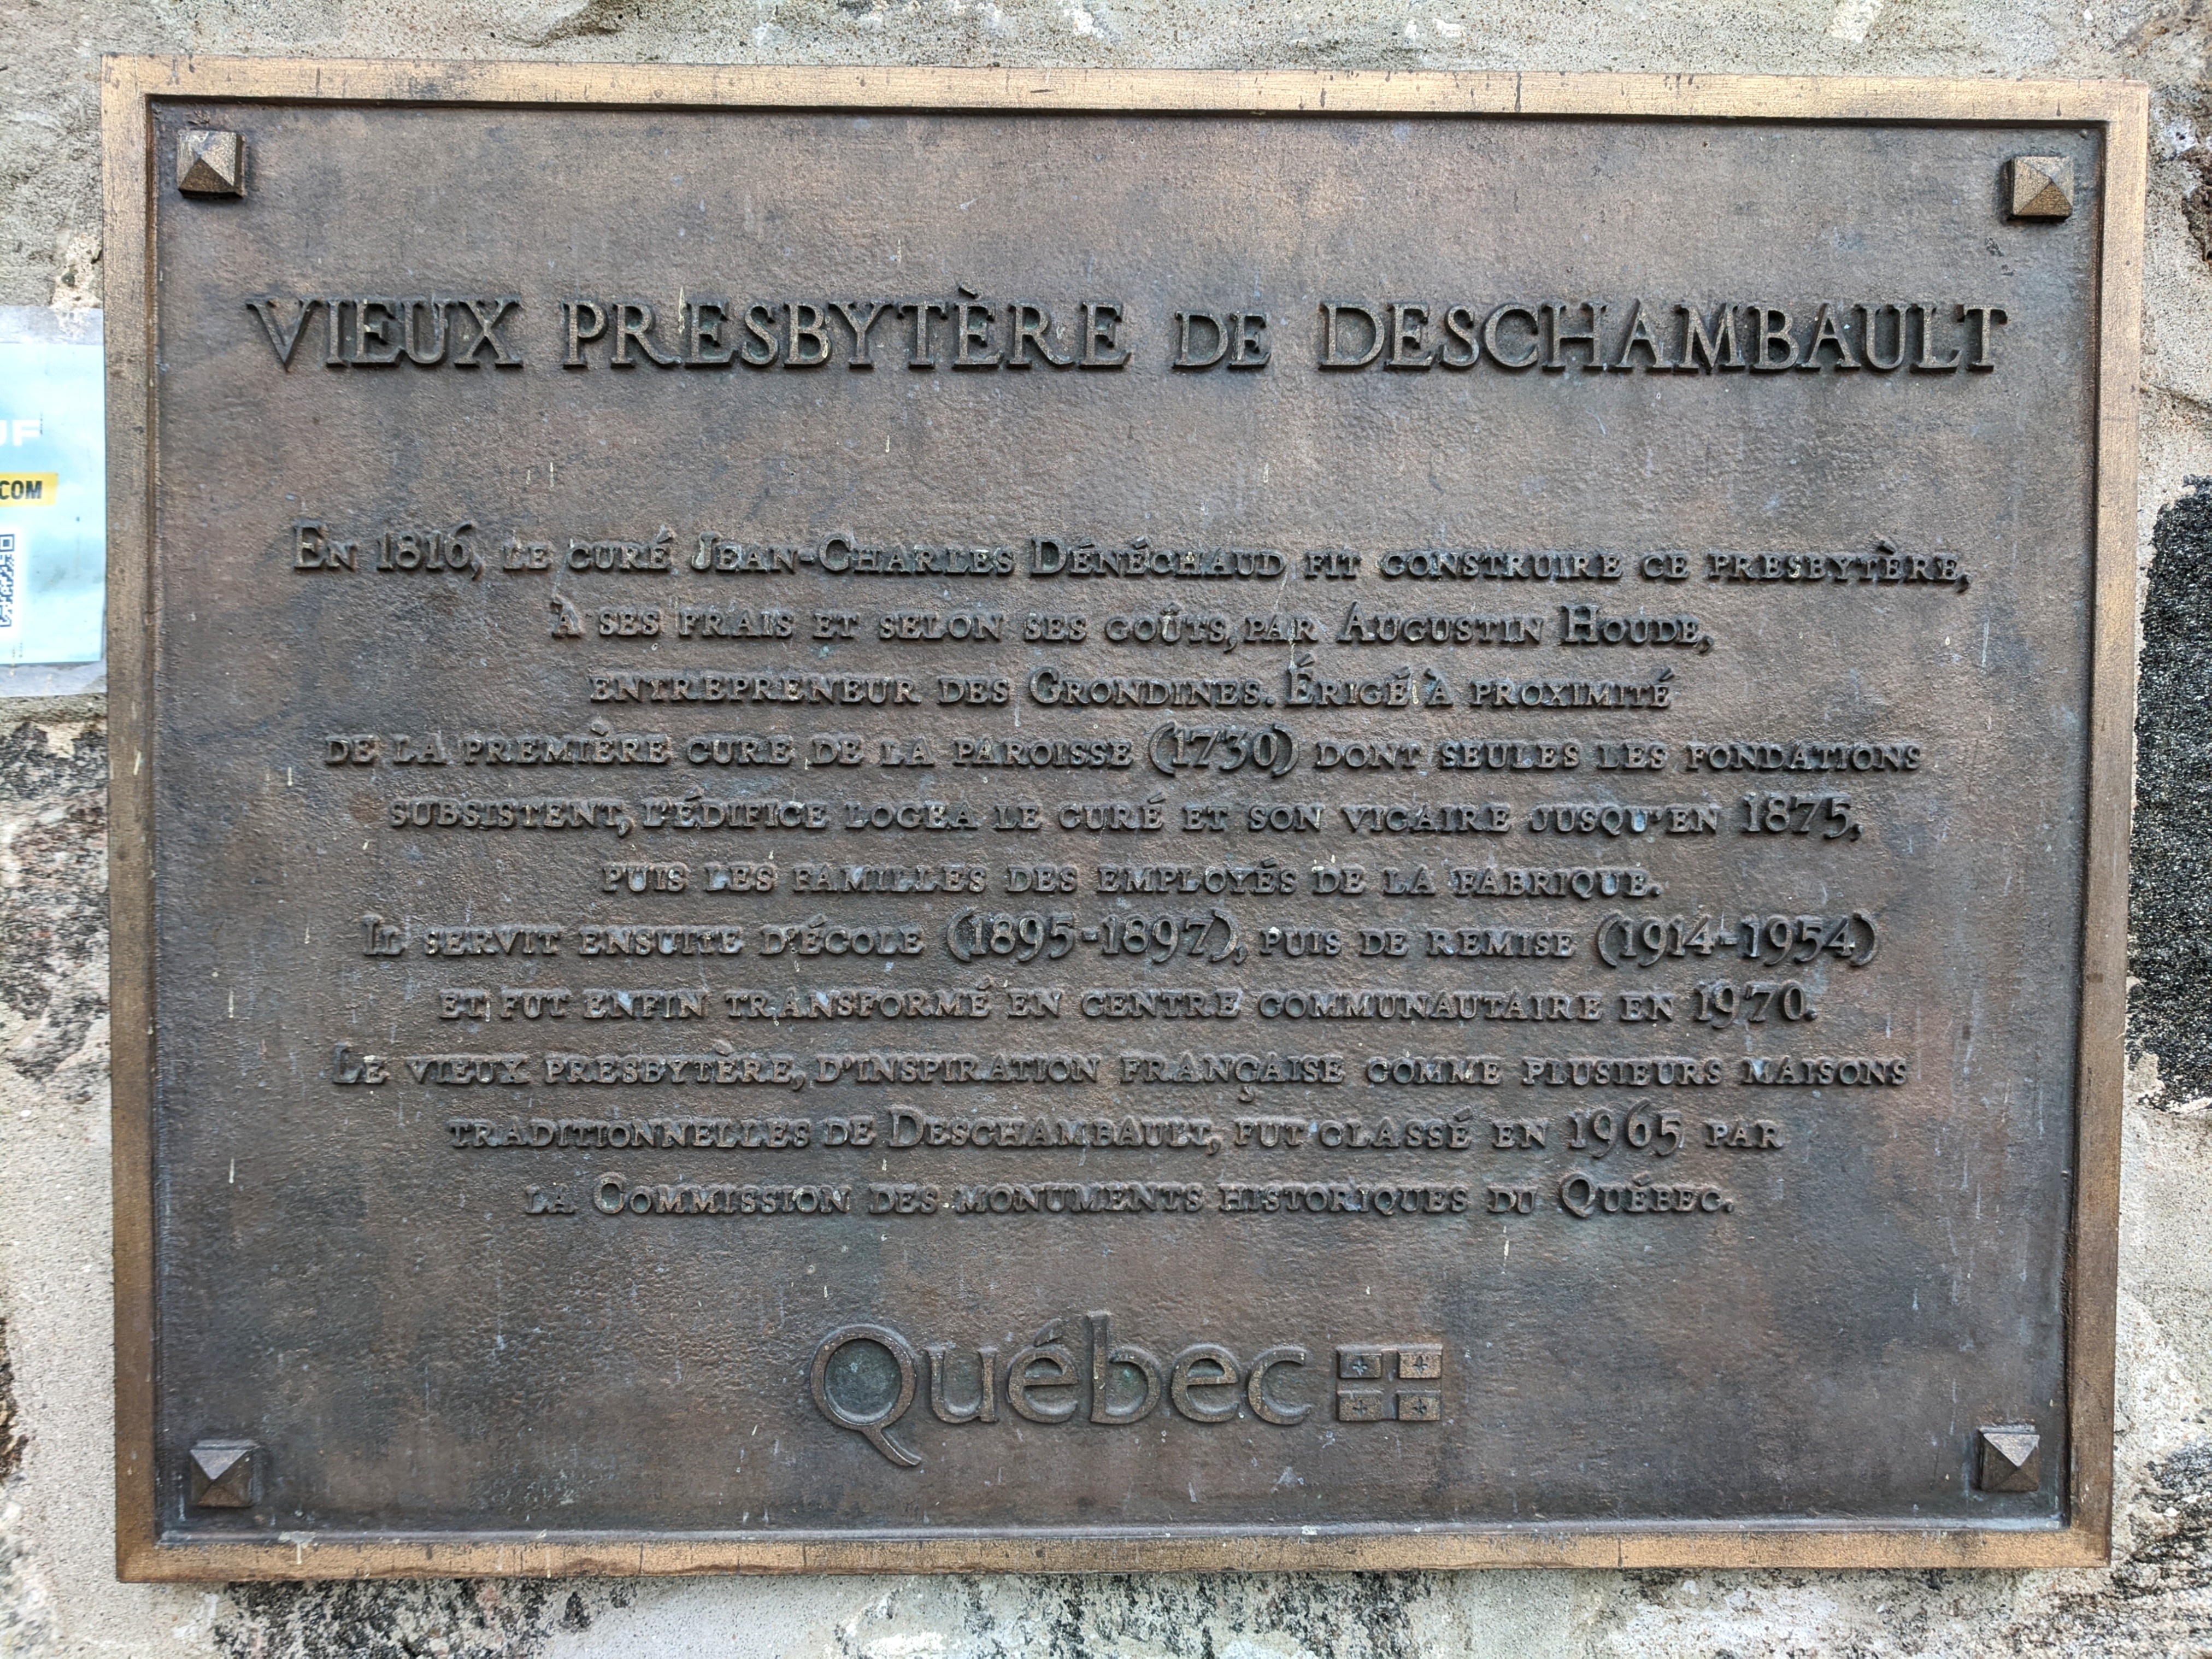 VIEUX PRESBYTÈRE DE DESCHAMBAULT
En 1816, le curé Jean-Charles Dénéchaud fit construire ce presbytère,
à ses frais et selon ses goûts, par Augustin Houde,
entrepreneur des Grondines. Érigé à proximité
de la première cure de la paroisse (1730) dont seules les fondations
subsistent, l'édifice logea le curé et son vicaire jusqu'en 1875,
puis les familles des employés de la fabrique.
Il servit ensuite d'école (1895-1897), puis de remise (1914-1954)
et fut enfin transformé en centre communautaire en 1970.
Le vieux presbytère, d'inspiration française comme plusieurs maisons
traditionnelles de Deschambault, fut classé en 1965 par
la Commission des monuments historiques du Québec.
Québec
UF
.COM